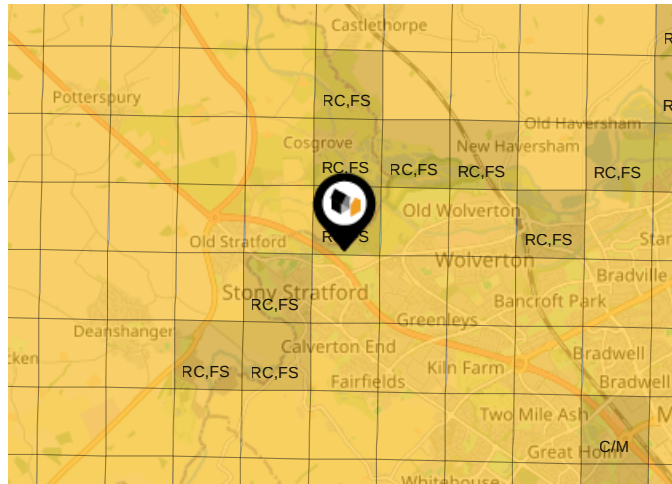 Castlethorpe
Potterspury
RC,FS
Old Haversham
Cosgrove
New Haversham
RC,FS
RC,FS
RC,FS
RC,FS
Old Wolverton
RC,FS
Old Stratford
RC,FS
Wolverton
Bradville
Stony Stratford
RC,FS
Bancroft Park
Greenleys
Deanshanger
Calverton End
Bradwell
Kiln Farm
RC,FS
RC,FS
Fairfields
Bradwell
Two Mile Ash
Great Holm
C/M
Whitehouse